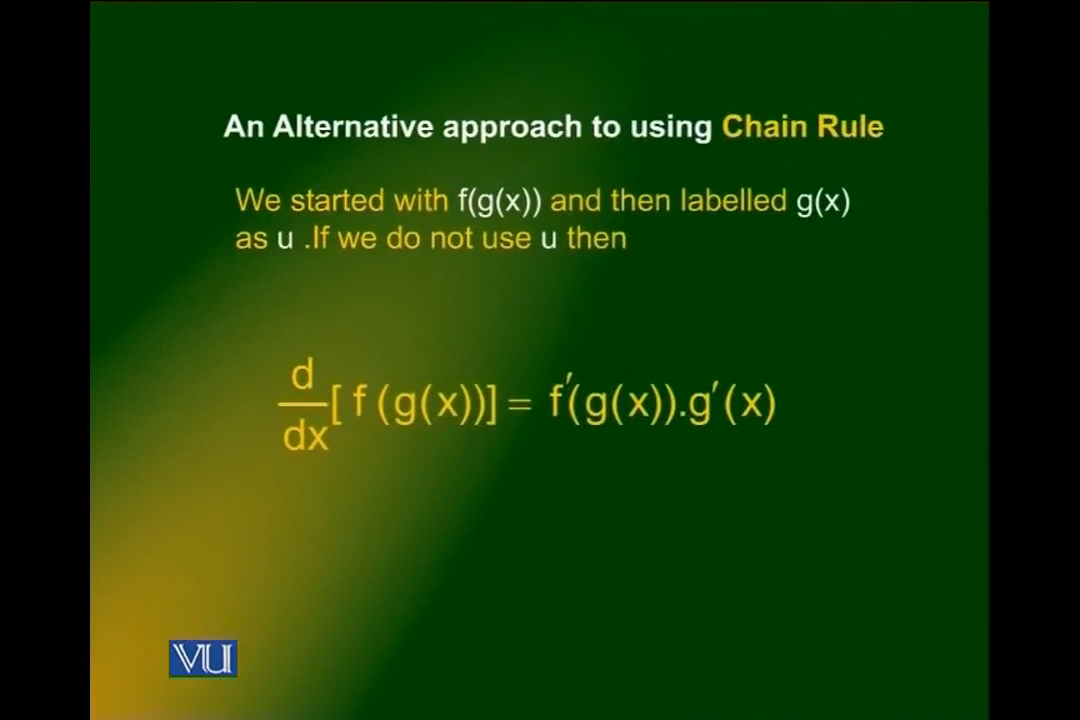 An Alternative approach to using Chain Rule
We started with f(g(x)) and then labelled g(x)
as u .If we do not use u then
d/dx [ f (g(x))] = f′(g(x)).g′(x)
VU